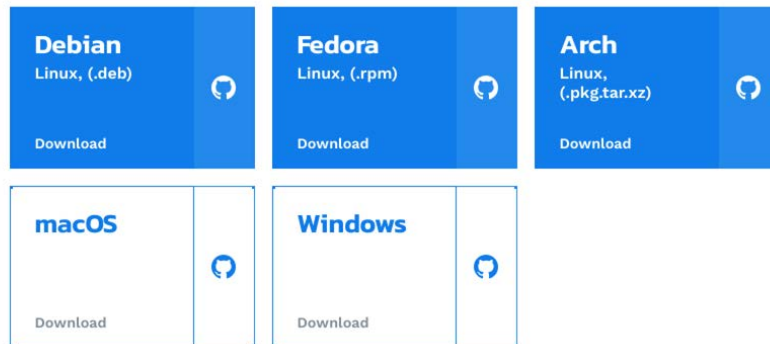 Debian
Linux, (.deb)
Download
Fedora
Linux, (.rpm)
Download
Arch
Linux,
(.pkg.tar.xz)
Download
macOS
Download
Windows
Download